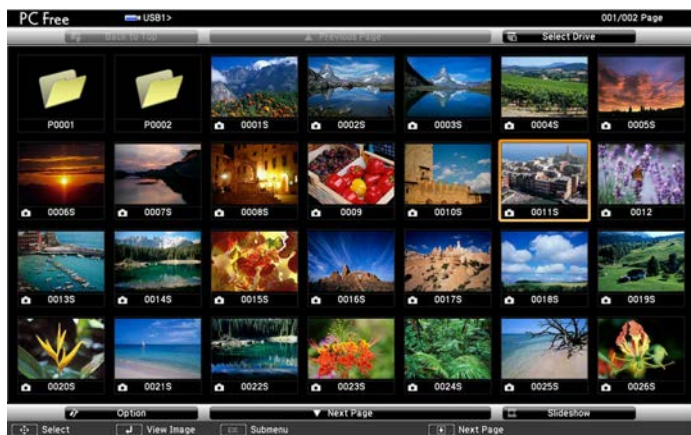 PC Free USB1> 001/002 Page
Back to Top Previous Page Select Drive
P0001 P0002 0001S 0002S 0003S 0004S 0005S
0006S 0007S 0008S 0009 0010S 0011S 0012
0013S 0014S 0015S 0016S 0017S 0018S 0019S
0020S 0021S 0022S 0023S 0024S 0025S 0026S
Option Next Page Slideshow
Select View Image Esc Submenu Next Page